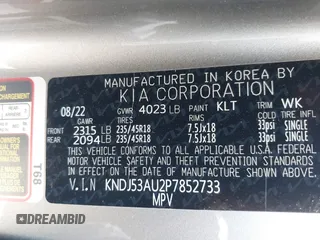 MANUFACTURED IN KOREA BY
KIA CORPORATION
08/22 GVWR 4023 LB PAINT KLT TRIM WK
GAWR TIRES RIMS COLD TIRE INFL
FRONT 2315 LB 235/45R18 7.5Jx18 33psi SINGLE
REAR 2094 LB 235/45R18 7.5Jx18 33psi SINGLE
THIS VEHICLE CONFORMS TO ALL APPLICABLE U.S.A. FEDERAL
MOTOR VEHICLE SAFETY, BUMPER, AND THEFT PREVENTION STANDARDS
IN EFFECT ON THE DATE OF MANUFACTURE SHOWN ABOVE.
V.I.N KNDJ53AU2P7852733
MPV
T68
DREAMBID